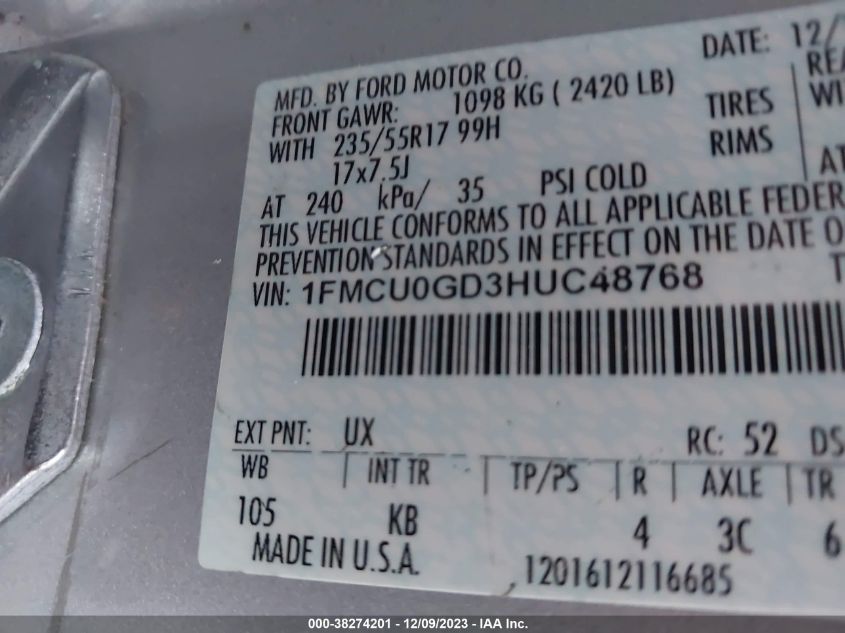 DATE: 12/
MFD. BY FORD MOTOR CO.
FRONT GAWR: 1098 KG ( 2420 LB)
WITH 235/55R17 99H TIRES
17x7.5J RIMS
AT 240 kPa/ 35 PSI COLD
THIS VEHICLE CONFORMS TO ALL APPLICABLE FEDER
PREVENTION STANDARDS IN EFFECT ON THE DATE O
VIN: 1FMCU0GD3HUC48768
EXT PNT: UX RC: 52 DS
WB INT TR TP/PS R AXLE TR
105 KB 4 3C 6
MADE IN U.S.A.
1201612116685
000-38274201 - 12/09/2023 - IAA, Inc.